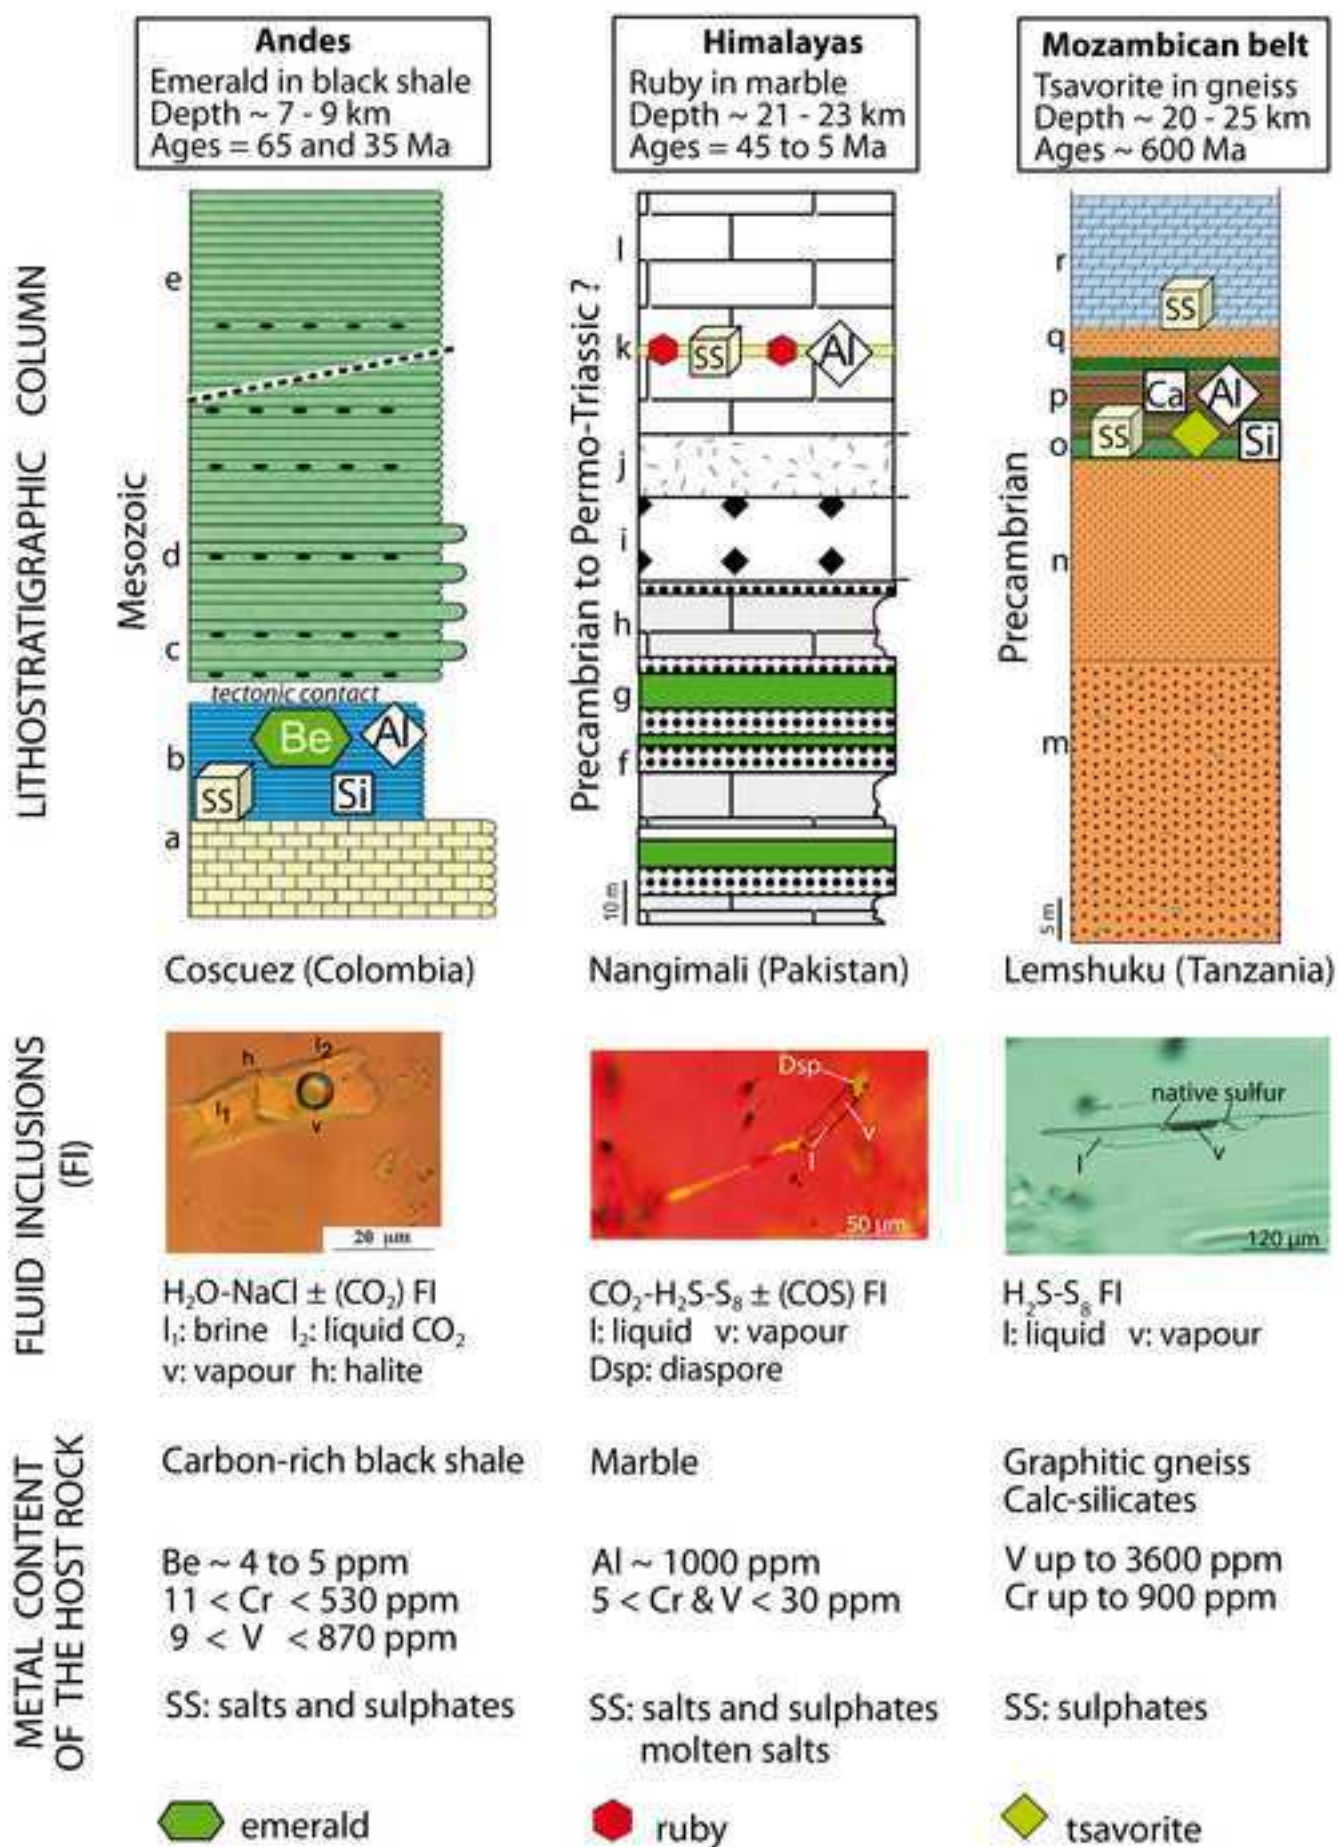 Andes
Emerald in black shale
Depth ~ 7 - 9 km
Ages = 65 and 35 Ma
Himalayas
Ruby in marble
Depth ~ 21 - 23 km
Ages = 45 to 5 Ma
Mozambican belt
Tsavorite in gneiss
Depth ~ 20 - 25 km
Ages ~ 600 Ma
LITHOSTRATIGRAPHIC COLUMN
Mesozoic
e
d
c
tectonic contact
b
Be
Al
SS
Si
a
Precambrian to Permo-Triassic ?
l
k
SS
Al
j
i
h
g
f
10 m
Precambrian
r
SS
q
p
Ca
Al
o
SS
Si
n
m
5 m
Coscuez (Colombia)
Nangimali (Pakistan)
Lemshuku (Tanzania)
FLUID INCLUSIONS
(FI)
h
l₂
l₁
v
20 µm
Dsp
v
l
50 µm
native sulfur
l
v
120 µm
H₂O-NaCl ± (CO₂) FI
l₁: brine l₂: liquid CO₂
v: vapour h: halite
CO₂-H₂S-S₈ ± (COS) FI
l: liquid v: vapour
Dsp: diaspore
H₂S-S₈ FI
l: liquid v: vapour
METAL CONTENT
OF THE HOST ROCK
Carbon-rich black shale
Be ~ 4 to 5 ppm
11 < Cr < 530 ppm
9 < V < 870 ppm
SS: salts and sulphates
Marble
Al ~ 1000 ppm
5 < Cr & V < 30 ppm
SS: salts and sulphates
molten salts
Graphitic gneiss
Calc-silicates
V up to 3600 ppm
Cr up to 900 ppm
SS: sulphates
emerald
ruby
tsavorite